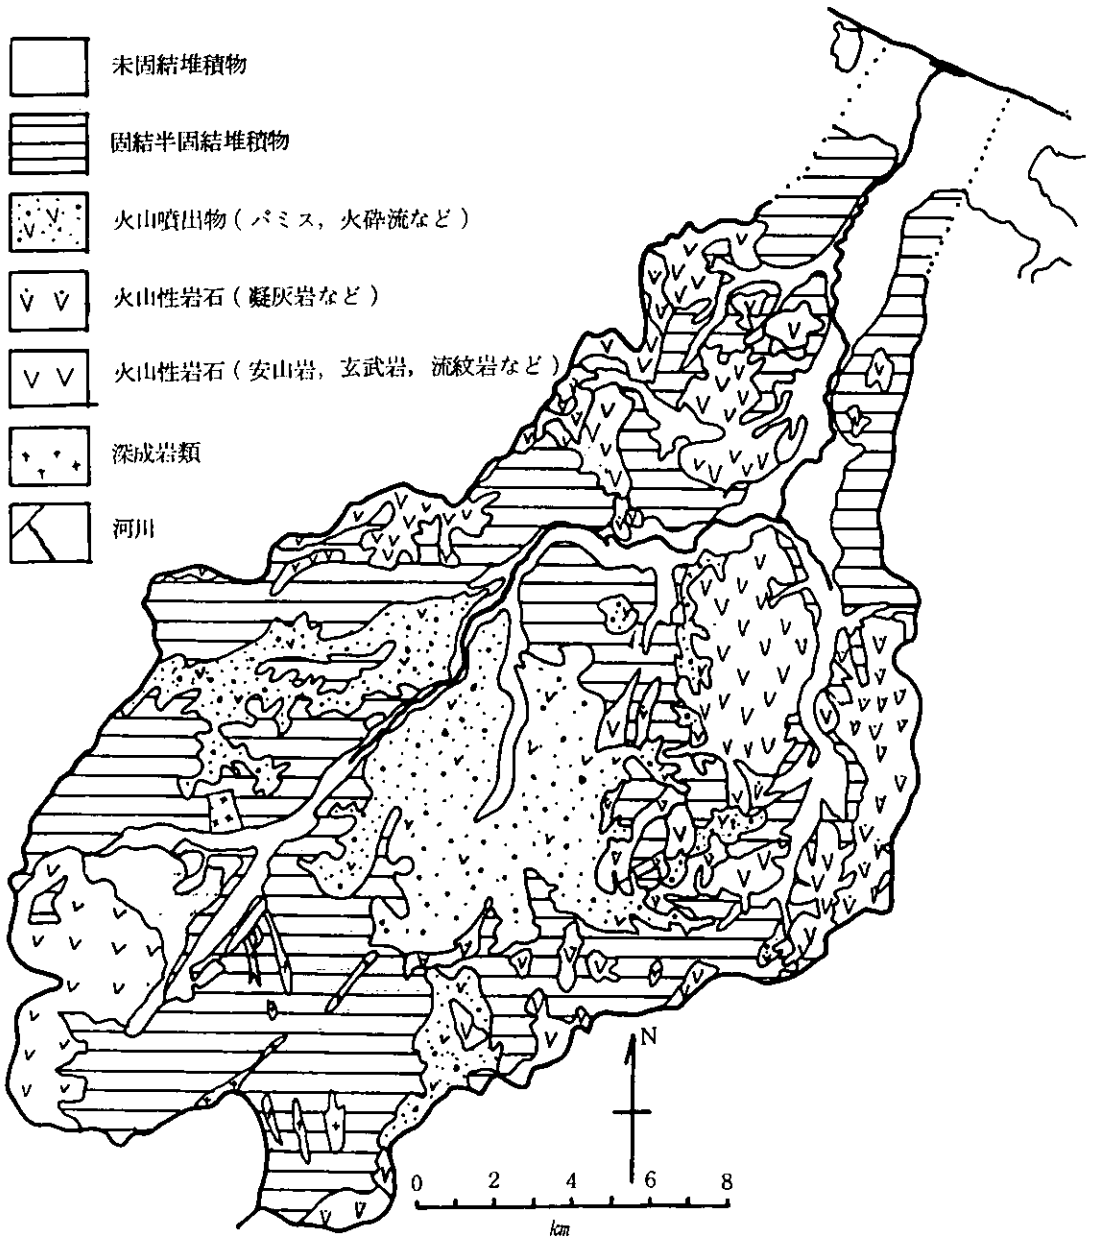 未固結堆積物
固結半固結堆積物
火山噴出物(パミス,火砕流など)
火山性岩石(凝灰岩など)
火山性岩石(安山岩,玄武岩,流紋岩など)
深成岩類
河川
N
0 2 4 6 8
km